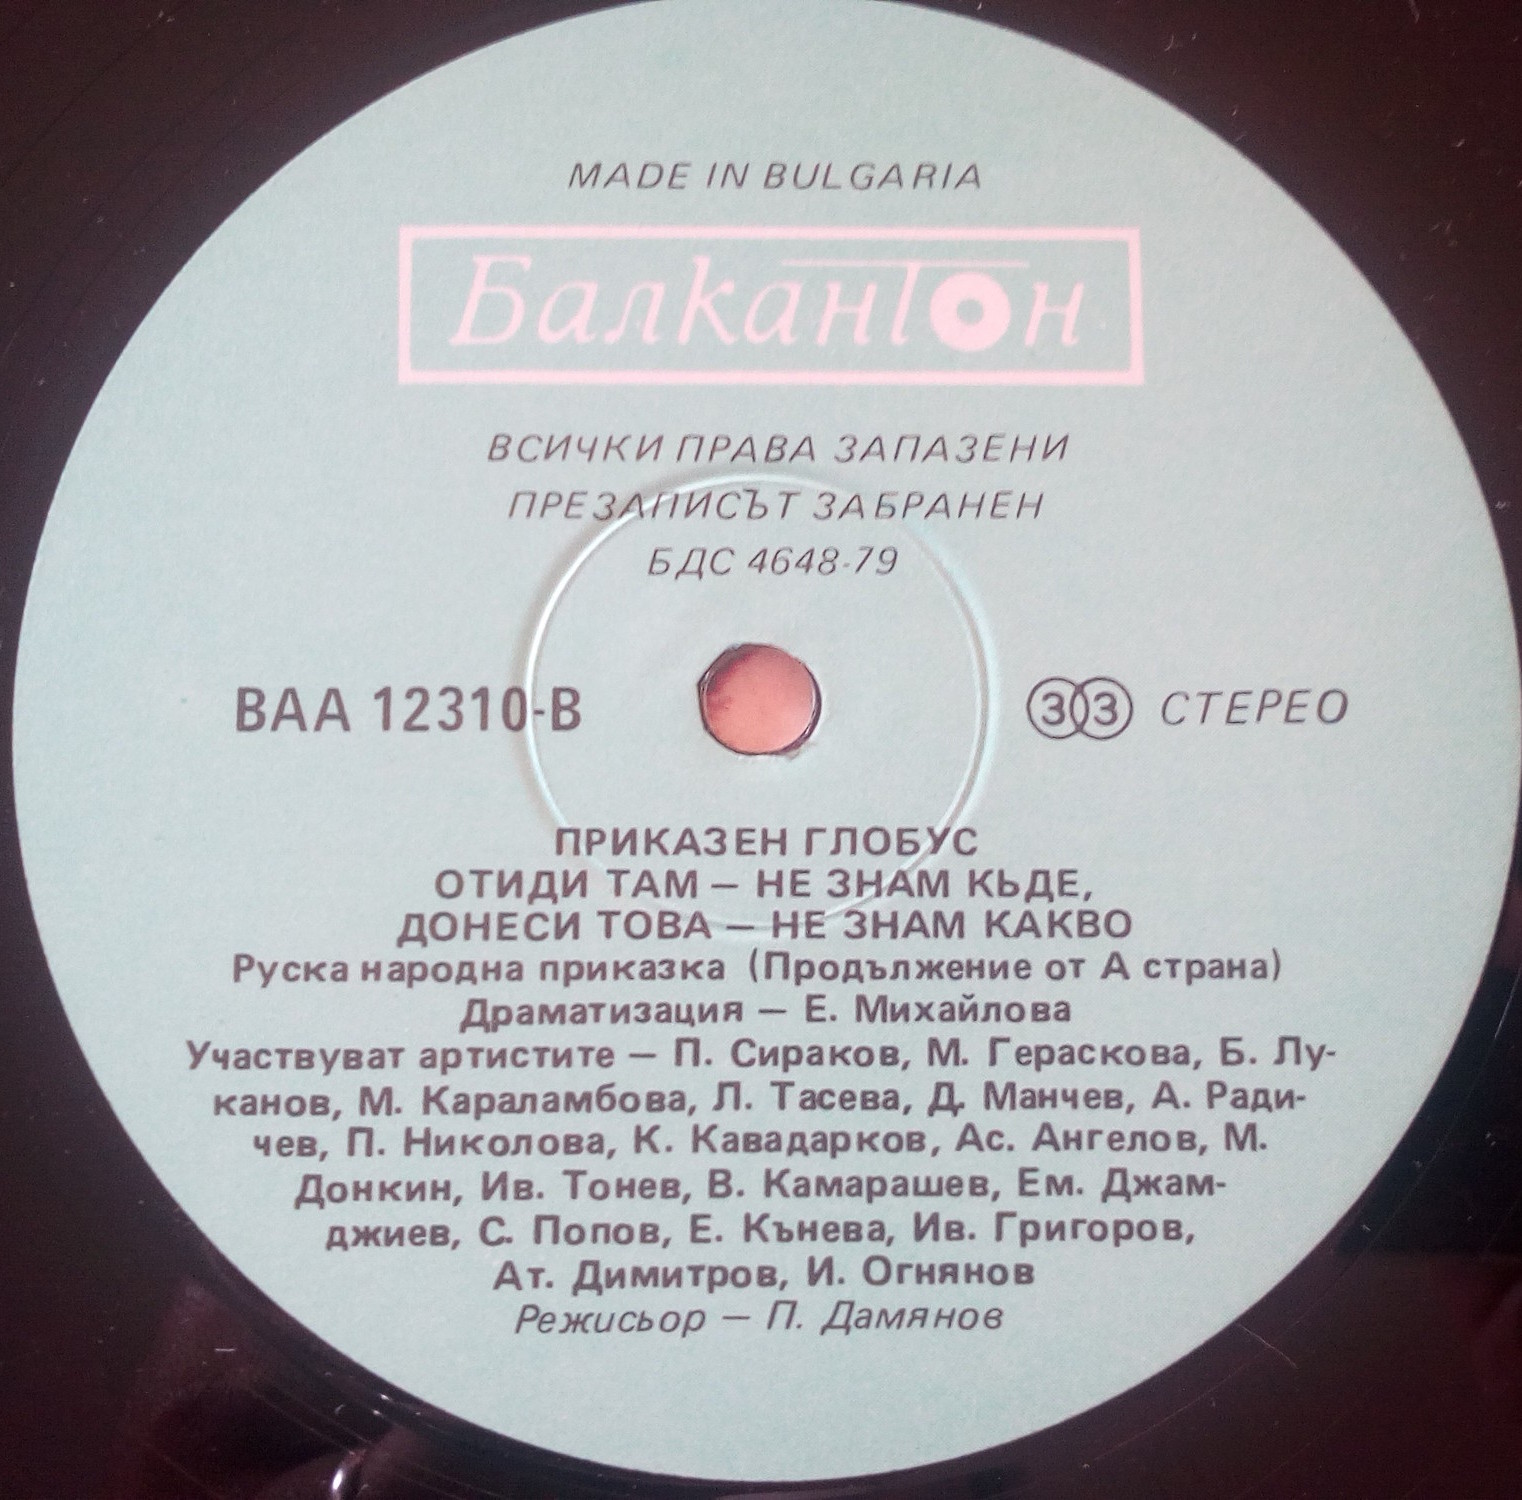 MADE IN BULGARIA
Балкантон
ВСИЧКИ ПРАВА ЗАПАЗЕНИ
ПРЕЗАПИСЪТ ЗАБРАНЕН
БДС 4648-79
ВАА 12310-В
33 СТЕРЕО
ПРИКАЗЕН ГЛОБУС
ОТИДИ ТАМ — НЕ ЗНАМ КЬДЕ,
ДОНЕСИ ТОВА — НЕ ЗНАМ КАКВО
Руска народна приказка (Продължение от А страна)
Драматизация — Е. Михайлова
Участвуват артистите — П. Сираков, М. Гераскова, Б. Лу-
канов, М. Караламбова, Л. Тасева, Д. Манчев, А. Ради-
чев, П. Николова, К. Кавадарков, Ас. Ангелов, М.
Донкин, Ив. Тонев, В. Камарашев, Ем. Джам-
джиев, С. Попов, Е. Кънева, Ив. Григоров,
Ат. Димитров, И. Огнянов
Режисьор — П. Дамянов